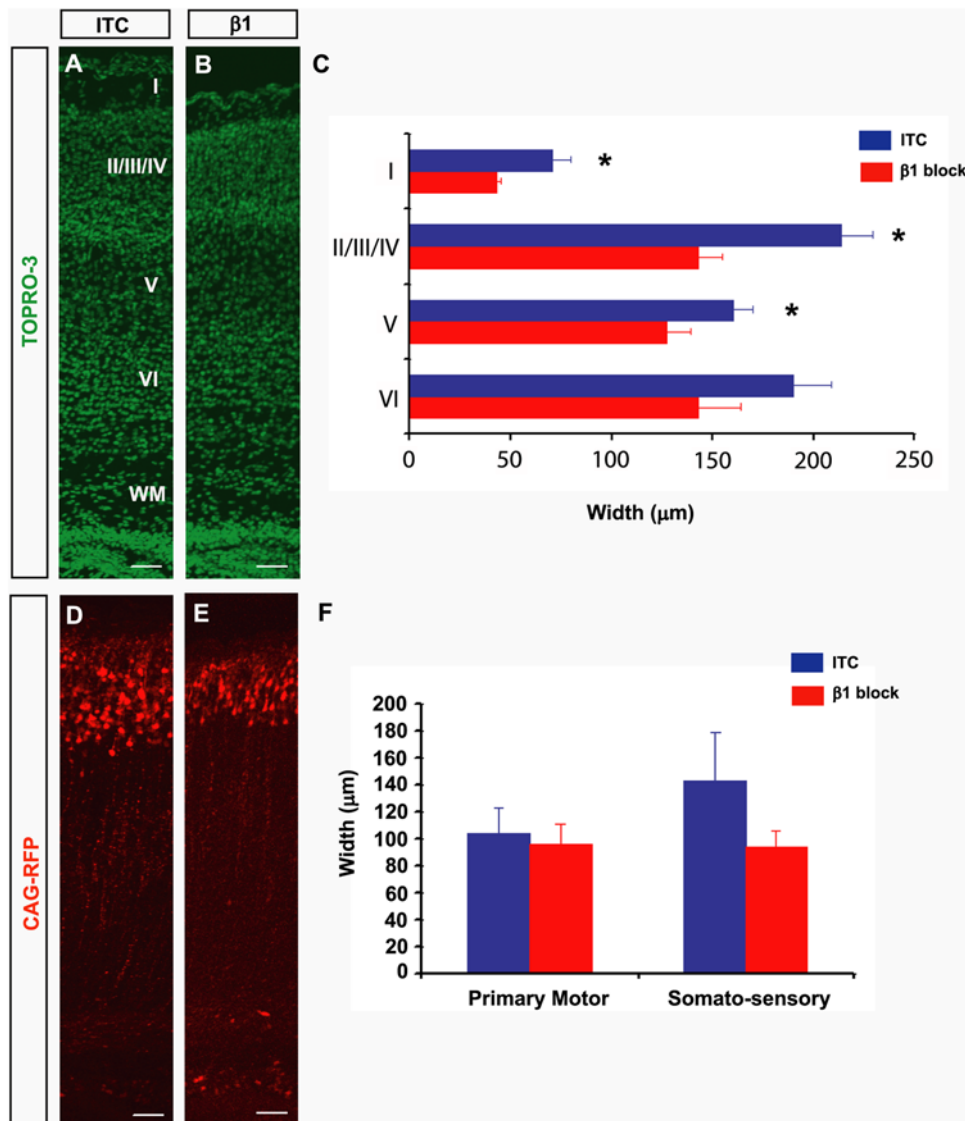 ITC
β1
TOPRO-3
A
I
II/III/IV
V
VI
WM
B
C
ITC
β1 block
I
*
II/III/IV
*
V
*
VI
0
50
100
150
200
250
Width (μm)
CAG-RFP
D
E
F
ITC
β1 block
200
180
160
140
120
100
80
60
40
20
0
Width (μm)
Primary Motor
Somato-sensory